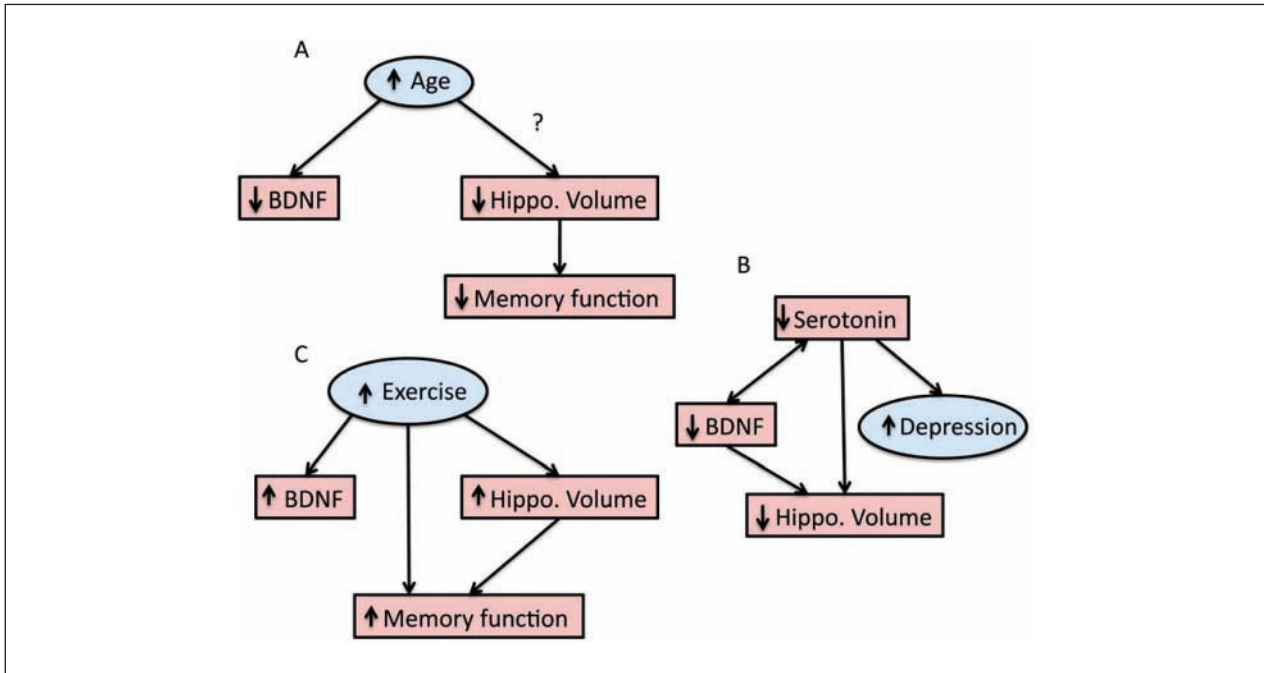 A
↑ Age
?
↓ BDNF
↓ Hippo. Volume
↓ Memory function
B
↓ Serotonin
↓ BDNF
↑ Depression
↓ Hippo. Volume
C
↑ Exercise
↑ BDNF
↑ Hippo. Volume
↑ Memory function